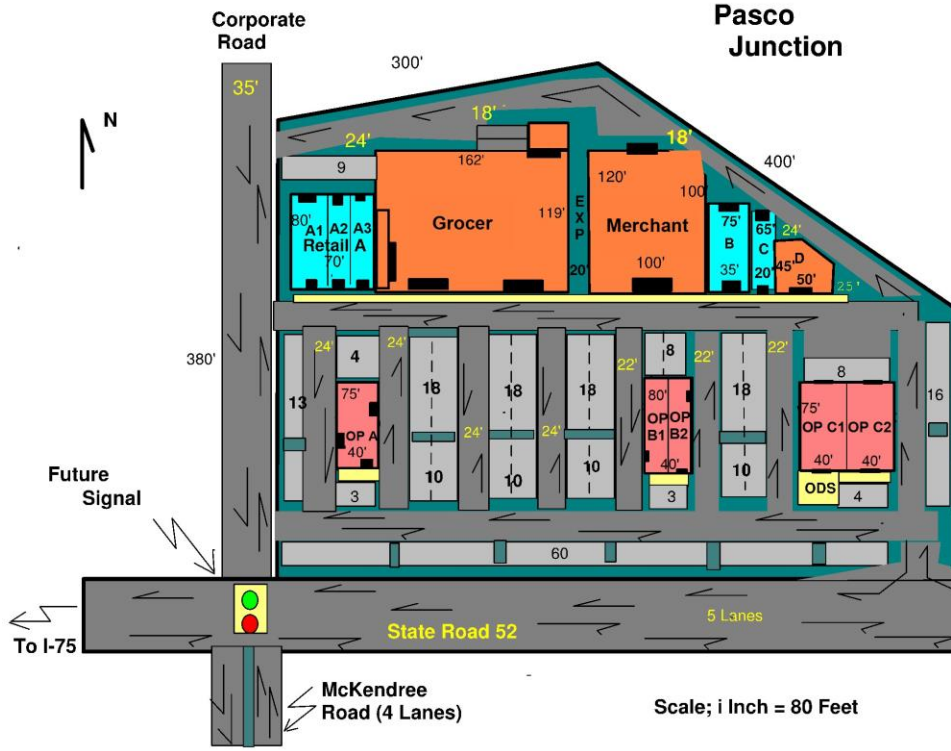 Corporate
Road
Pasco
Junction
300'
35'
N
18'
24'
18'
400'
9
162'
120'
100'
119'
EXP
20'
80'
A1 A2 A3
A
Retail
70'
Grocer
Merchant
100'
75'
B
35'
65'
C
20'
24'
45' D
50'
25'
380'
24'
4
24'
18
18
18
22'
8
22'
18
22'
8
16
13
75'
OP A
40'
24'
24'
80'
OP
B1
OP
B2
40'
75'
OP C1
OP C2
40'
40'
10
10
10
10
3
3
ODS
4
Future
Signal
60
5 Lanes
State Road 52
To I-75
McKendree
Road (4 Lanes)
Scale; i Inch = 80 Feet